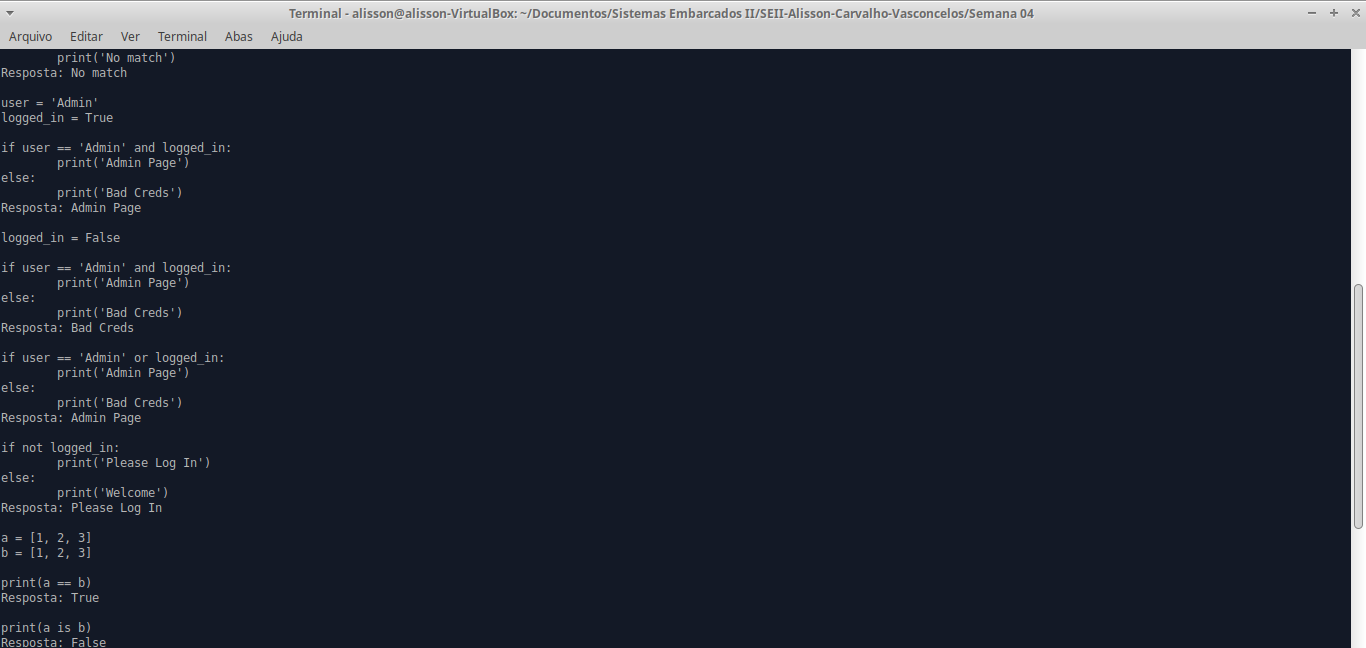 Terminal - alisson@alisson-VirtualBox: ~/Documentos/Sistemas Embarcados II/SEII-Alisson-Carvalho-Vasconcelos/Semana 04
Arquivo Editar Ver Terminal Abas Ajuda
print('No match')
Resposta: No match
user = 'Admin'
logged_in = True
if user == 'Admin' and logged_in:
print('Admin Page')
else:
print('Bad Creds')
Resposta: Admin Page
logged_in = False
if user == 'Admin' and logged_in:
print('Admin Page')
else:
print('Bad Creds')
Resposta: Bad Creds
if user == 'Admin' or logged_in:
print('Admin Page')
else:
print('Bad Creds')
Resposta: Admin Page
if not logged_in:
print('Please Log In')
else:
print('Welcome')
Resposta: Please Log In
a = [1, 2, 3]
b = [1, 2, 3]
print(a == b)
Resposta: True
print(a is b)
Resposta: False